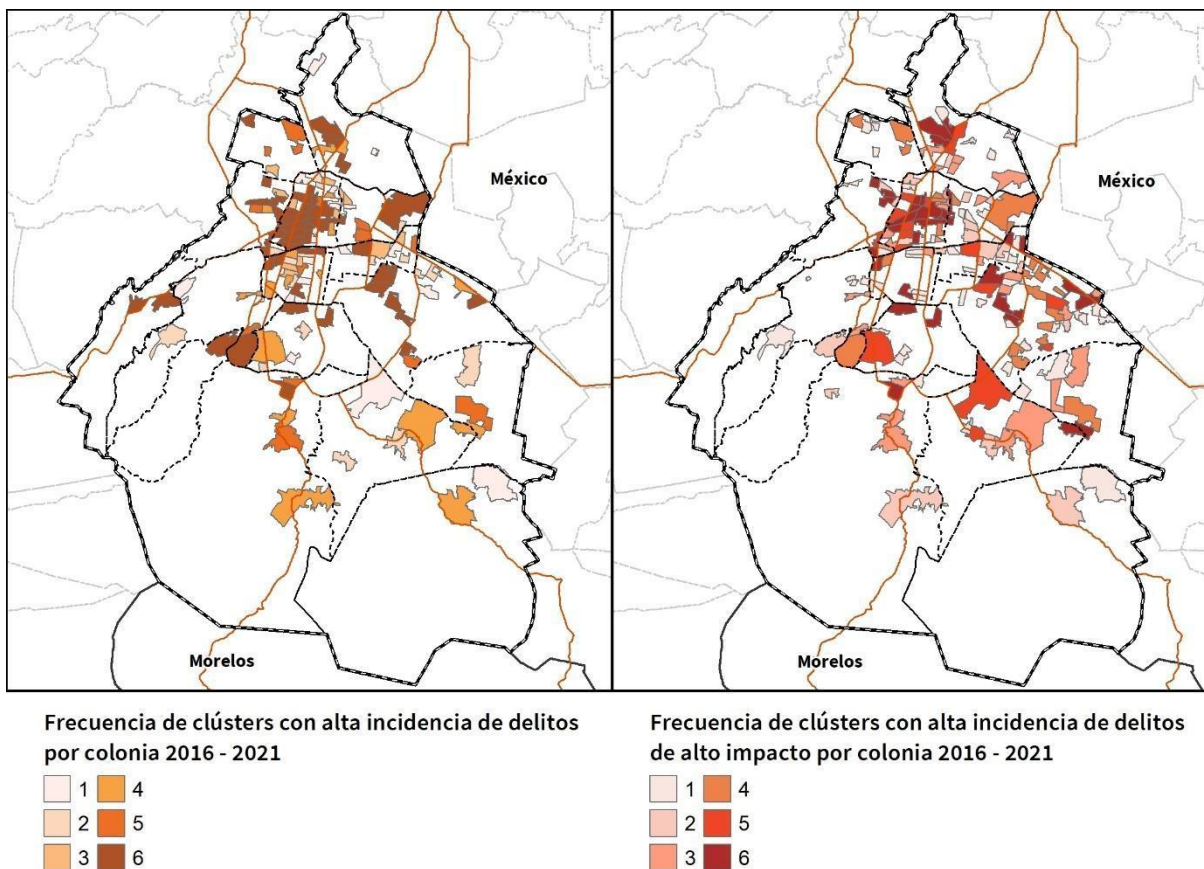 México
Morelos
México
Morelos
Frecuencia de clústers con alta incidencia de delitos
por colonia 2016 - 2021
1 4
2 5
3 6
Frecuencia de clústers con alta incidencia de delitos
de alto impacto por colonia 2016 - 2021
1 4
2 5
3 6